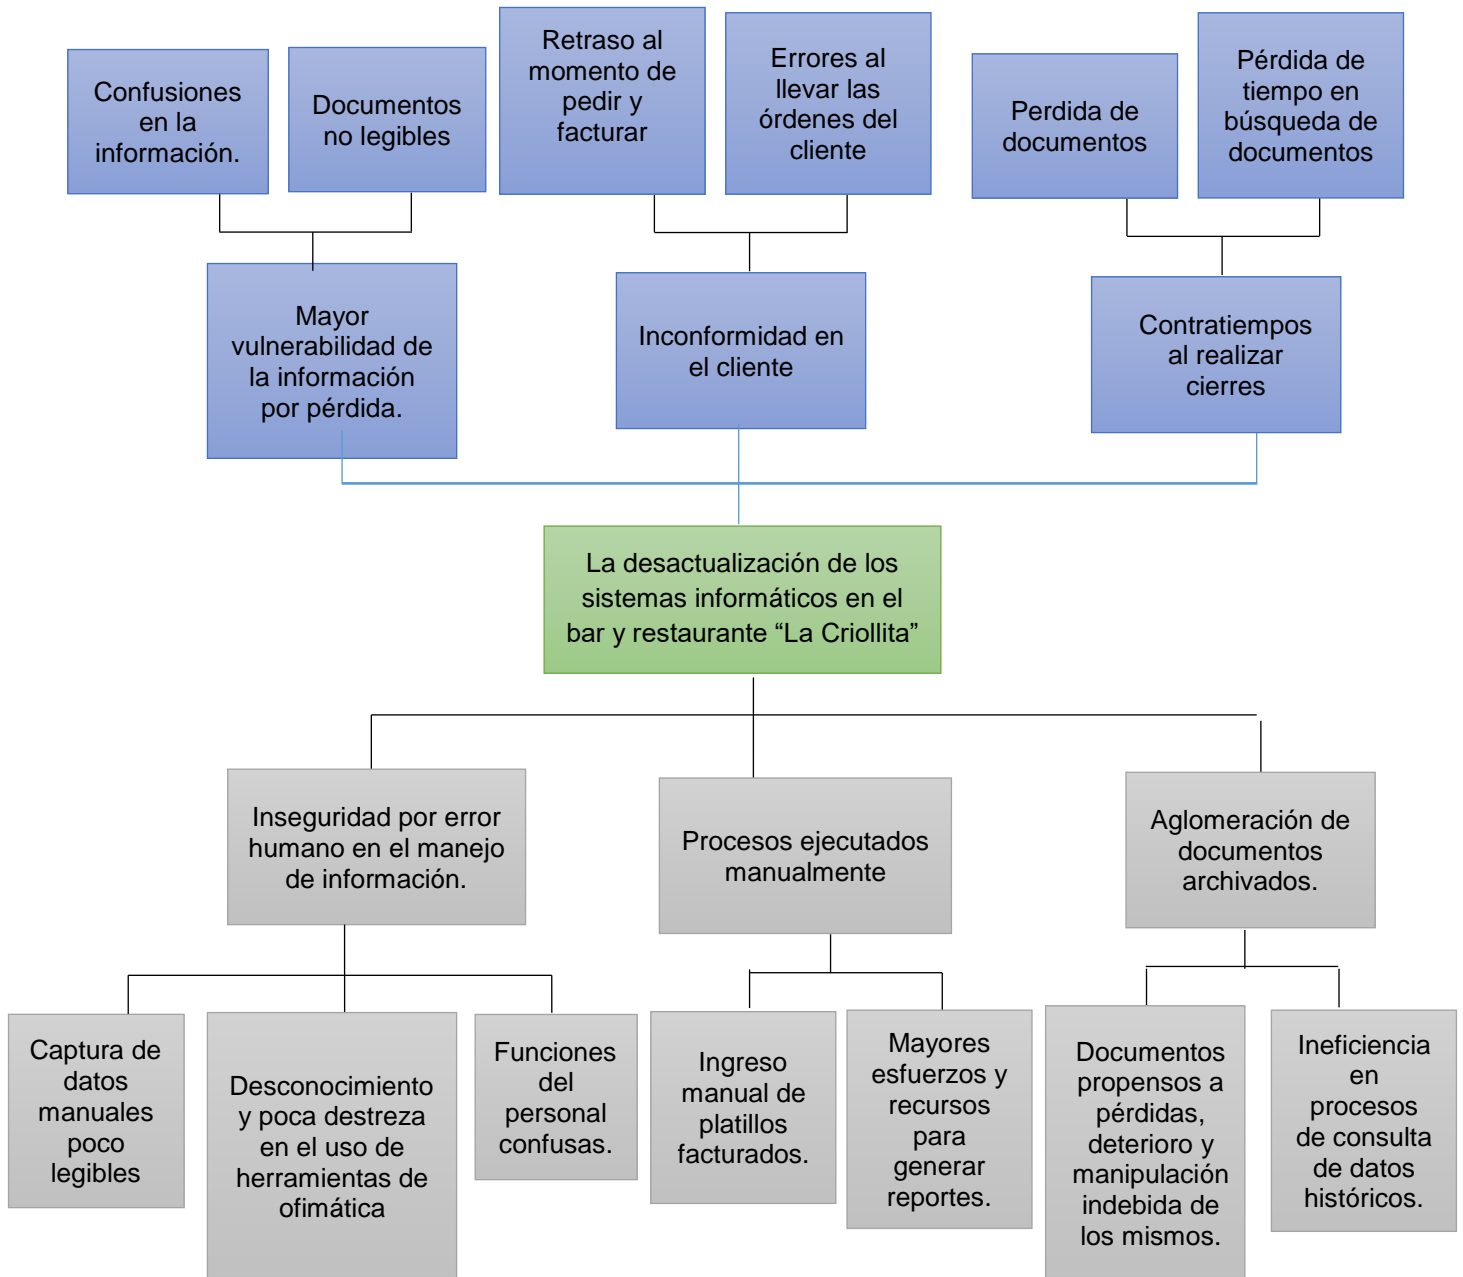 Confusiones
en la
información.
Documentos
no legibles
Retraso al
momento de
pedir y
facturar
Errores al
llevar las
órdenes del
cliente
Perdida de
documentos
Pérdida de
tiempo en
búsqueda de
documentos
Mayor
vulnerabilidad de
la información
por pérdida.
Inconformidad en
el cliente
Contratiempos
al realizar
cierres
La desactualización de los
sistemas informáticos en el
bar y restaurante “La Criollita”
Inseguridad por error
humano en el manejo
de información.
Procesos ejecutados
manualmente
Aglomeración de
documentos
archivados.
Captura de
datos
manuales
poco
legibles
Desconocimiento
y poca destreza
en el uso de
herramientas de
ofimática
Funciones
del
personal
confusas.
Ingreso
manual de
platillos
facturados.
Mayores
esfuerzos y
recursos
para
generar
reportes.
Documentos
propensos a
pérdidas,
deterioro y
manipulación
indebida de
los mismos.
Ineficiencia
en
procesos
de consulta
de datos
históricos.